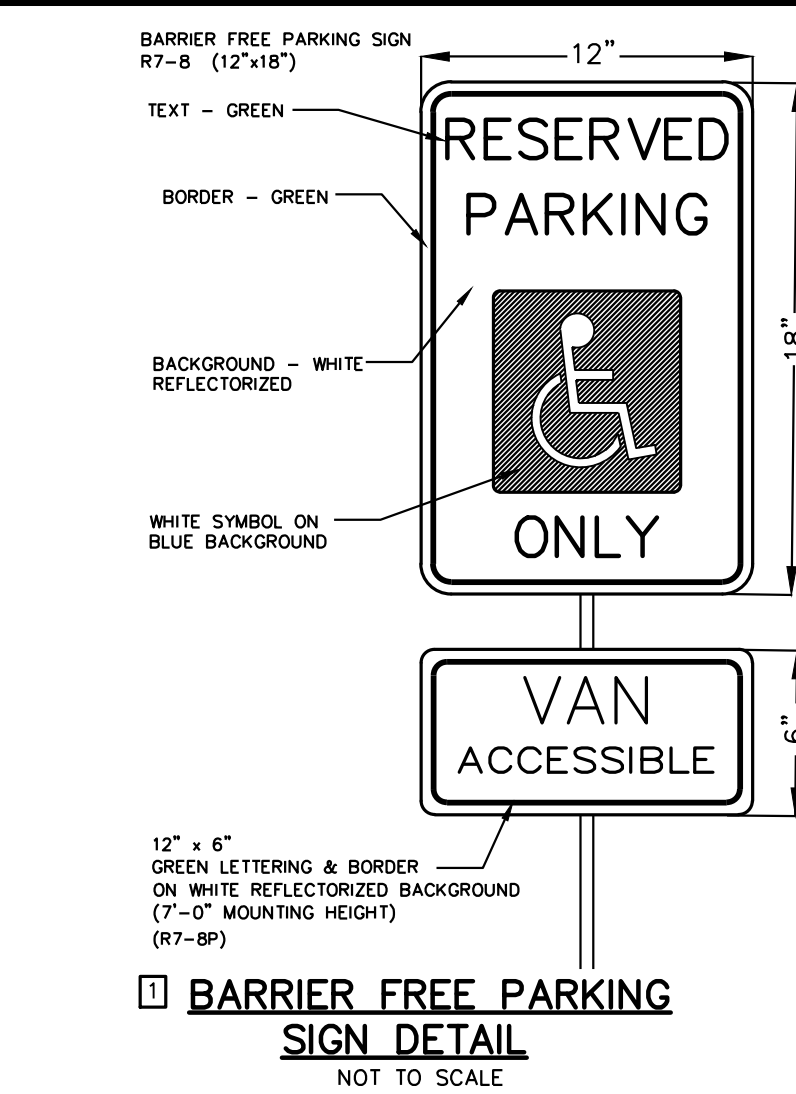 BARRIER FREE PARKING SIGN
R7-8 (12"x18")
12"
TEXT - GREEN
RESERVED
PARKING
BORDER - GREEN
18"
BACKGROUND - WHITE
REFLECTORIZED
WHITE SYMBOL ON
BLUE BACKGROUND
ONLY
VAN
ACCESSIBLE
6"
12" x 6"
GREEN LETTERING & BORDER
ON WHITE REFLECTORIZED BACKGROUND
(7'-0" MOUNTING HEIGHT)
(R7-8P)
1 BARRIER FREE PARKING
SIGN DETAIL
NOT TO SCALE